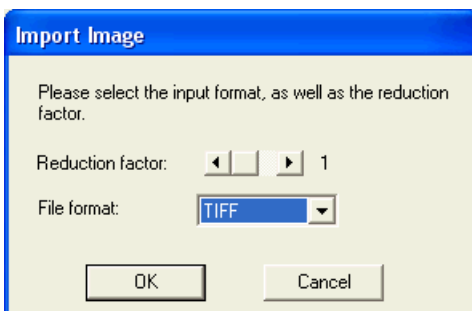 Import Image
Please select the input format, as well as the reduction
factor.
Reduction factor: 1
File format: TIFF
OK Cancel